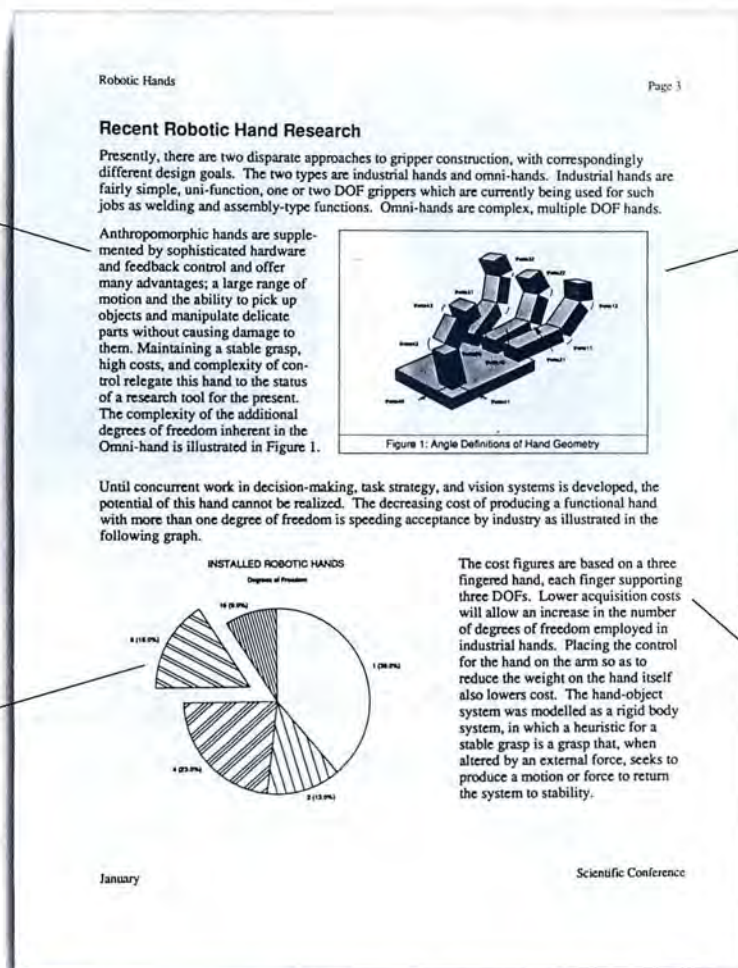 Robotic Hands
Page 3
Recent Robotic Hand Research
Presently, there are two disparate approaches to gripper construction, with correspondingly
different design goals. The two types are industrial hands and omni-hands. Industrial hands are
fairly simple, uni-function, one or two DOF grippers which are currently being used for such
jobs as welding and assembly-type functions. Omni-hands are complex, multiple DOF hands.
Anthropomorphic hands are supple-
mented by sophisticated hardware
and feedback control and offer
many advantages; a large range of
motion and the ability to pick up
objects and manipulate delicate
parts without causing damage to
them. Maintaining a stable grasp,
high costs, and complexity of con-
trol relegate this hand to the status
of a research tool for the present.
The complexity of the additional
degrees of freedom inherent in the
Omni-hand is illustrated in Figure 1.
Figure 1: Angle Definitions of Hand Geometry
Until concurrent work in decision-making, task strategy, and vision systems is developed, the
potential of this hand cannot be realized. The decreasing cost of producing a functional hand
with more than one degree of freedom is speeding acceptance by industry as illustrated in the
following graph.
INSTALLED ROBOTIC HANDS
Degrees of Freedom
4 (23.0%)
2 (13.0%)
The cost figures are based on a three
fingered hand, each finger supporting
three DOFs. Lower acquisition costs
will allow an increase in the number
of degrees of freedom employed in
industrial hands. Placing the control
for the hand on the arm so as to
reduce the weight on the hand itself
also lowers cost. The hand-object
system was modelled as a rigid body
system, in which a heuristic for a
stable grasp is a grasp that, when
altered by an external force, seeks to
produce a motion or force to return
the system to stability.
January
Scientific Conference